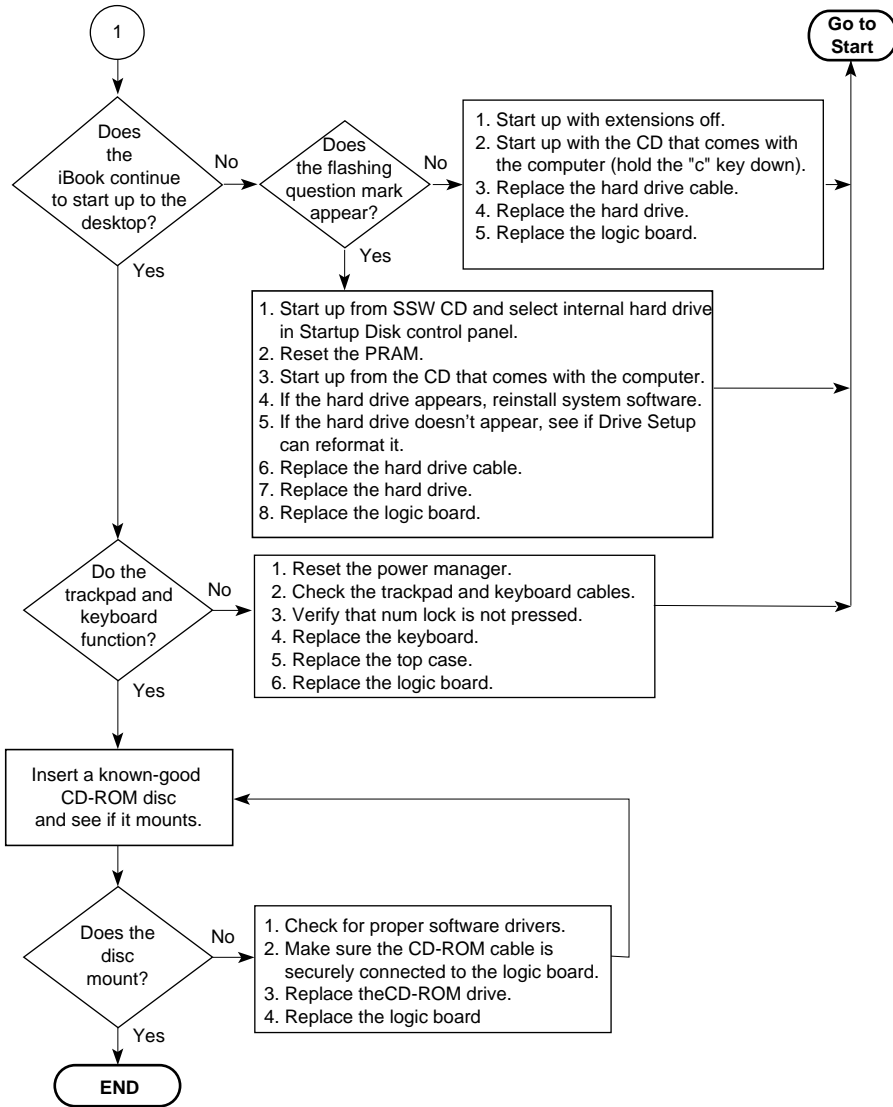 1
Go to
Start
Does
the
iBook continue
to start up to the
desktop?
No
Does
the flashing
question mark
appear?
No
1. Start up with extensions off.
2. Start up with the CD that comes with
the computer (hold the "c" key down).
3. Replace the hard drive cable.
4. Replace the hard drive.
5. Replace the logic board.
Yes
Yes
1. Start up from SSW CD and select internal hard drive
in Startup Disk control panel.
2. Reset the PRAM.
3. Start up from the CD that comes with the computer.
4. If the hard drive appears, reinstall system software.
5. If the hard drive doesn't appear, see if Drive Setup
can reformat it.
6. Replace the hard drive cable.
7. Replace the hard drive.
8. Replace the logic board.
Do the
trackpad and
keyboard
function?
No
1. Reset the power manager.
2. Check the trackpad and keyboard cables.
3. Verify that num lock is not pressed.
4. Replace the keyboard.
5. Replace the top case.
6. Replace the logic board.
Yes
Insert a known-good
CD-ROM disc
and see if it mounts.
Does the
disc
mount?
No
1. Check for proper software drivers.
2. Make sure the CD-ROM cable is
securely connected to the logic board.
3. Replace theCD-ROM drive.
4. Replace the logic board
Yes
END